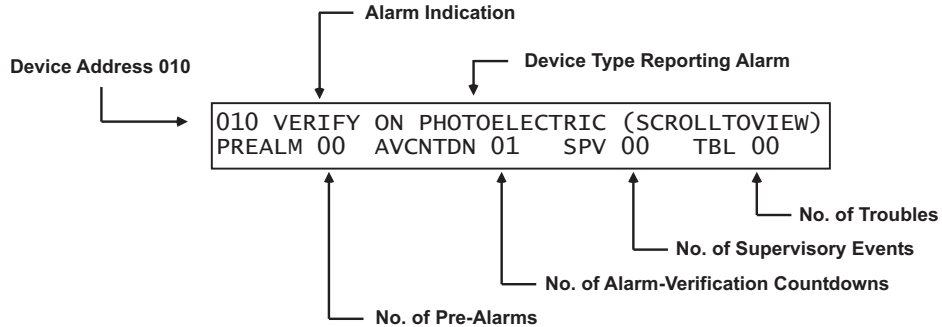 Alarm Indication
Device Address 010
Device Type Reporting Alarm
010 VERIFY ON PHOTOELECTRIC (SCROLLTOVIEW)
PREALM 00 AVCNTDN 01 SPV 00 TBL 00
No. of Troubles
No. of Supervisory Events
No. of Alarm-Verification Countdowns
No. of Pre-Alarms